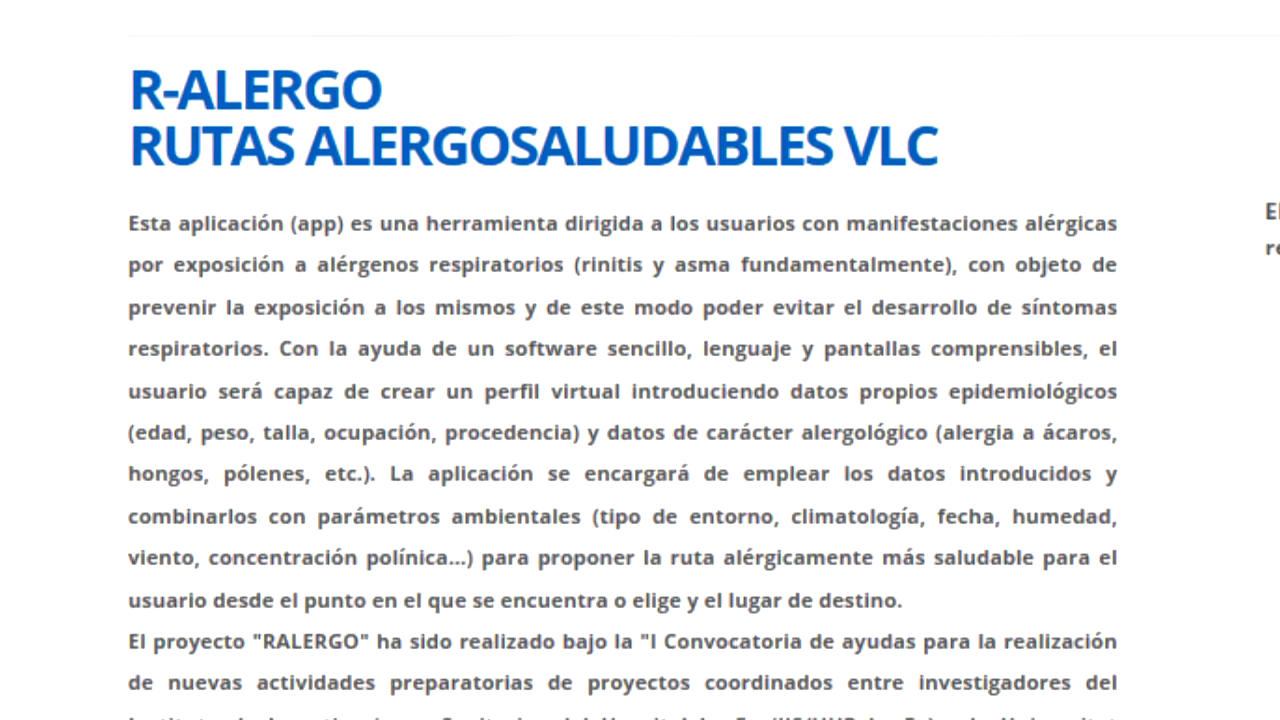 R-ALERGO
RUTAS ALERGOSALUDABLES VLC
Esta aplicación (app) es una herramienta dirigida a los usuarios con manifestaciones alérgicas
por exposición a alérgenos respiratorios (rinitis y asma fundamentalmente), con objeto de
prevenir la exposición a los mismos y de este modo poder evitar el desarrollo de síntomas
respiratorios. Con la ayuda de un software sencillo, lenguaje y pantallas comprensibles, el
usuario será capaz de crear un perfil virtual introduciendo datos propios epidemiológicos
(edad, peso, talla, ocupación, procedencia) y datos de carácter alergológico (alergia a ácaros,
hongos, pólenes, etc.). La aplicación se encargará de emplear los datos introducidos y
combinarlos con parámetros ambientales (tipo de entorno, climatología, fecha, humedad,
viento, concentración polínica...) para proponer la ruta alérgicamente más saludable para el
usuario desde el punto en el que se encuentra o elige y el lugar de destino.
El proyecto "RALERGO" ha sido realizado bajo la "I Convocatoria de ayudas para la realización
de nuevas actividades preparatorias de proyectos coordinados entre investigadores del